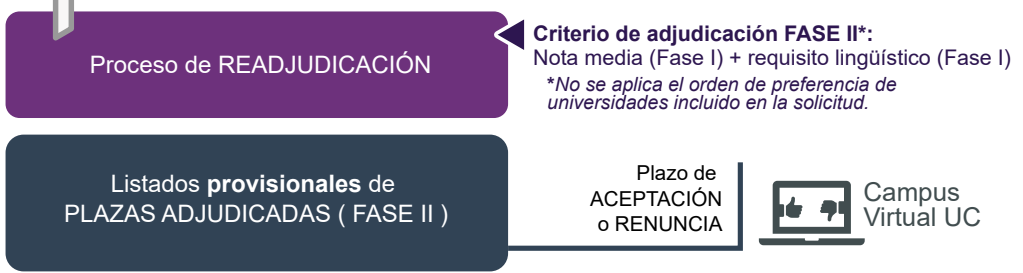 Proceso de READJUDICACIÓN
Criterio de adjudicación FASE II*:
Nota media (Fase I) + requisito lingüístico (Fase I)
*No se aplica el orden de preferencia de
universidades incluido en la solicitud.
Listados provisionales de
PLAZAS ADJUDICADAS ( FASE II )
Plazo de
ACEPTACIÓN
o RENUNCIA
Campus
Virtual UC